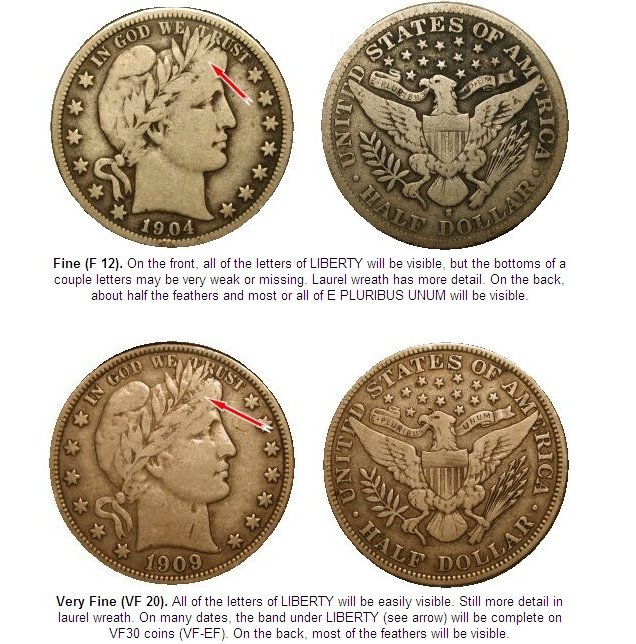 IN GOD WE TRUST
1904
UNITED STATES OF AMERICA
E PLURIBUS UNUM
HALF DOLLAR
Fine (F 12). On the front, all of the letters of LIBERTY will be visible, but the bottoms of a
couple letters may be very weak or missing. Laurel wreath has more detail. On the back,
about half the feathers and most or all of E PLURIBUS UNUM will be visible.
IN GOD WE TRUST
1909
UNITED STATES OF AMERICA
E PLURIBUS UNUM
HALF DOLLAR
Very Fine (VF 20). All of the letters of LIBERTY will be easily visible. Still more detail in
laurel wreath. On many dates, the band under LIBERTY (see arrow) will be complete on
VF30 coins (VF-EF). On the back, most of the feathers will be visible.